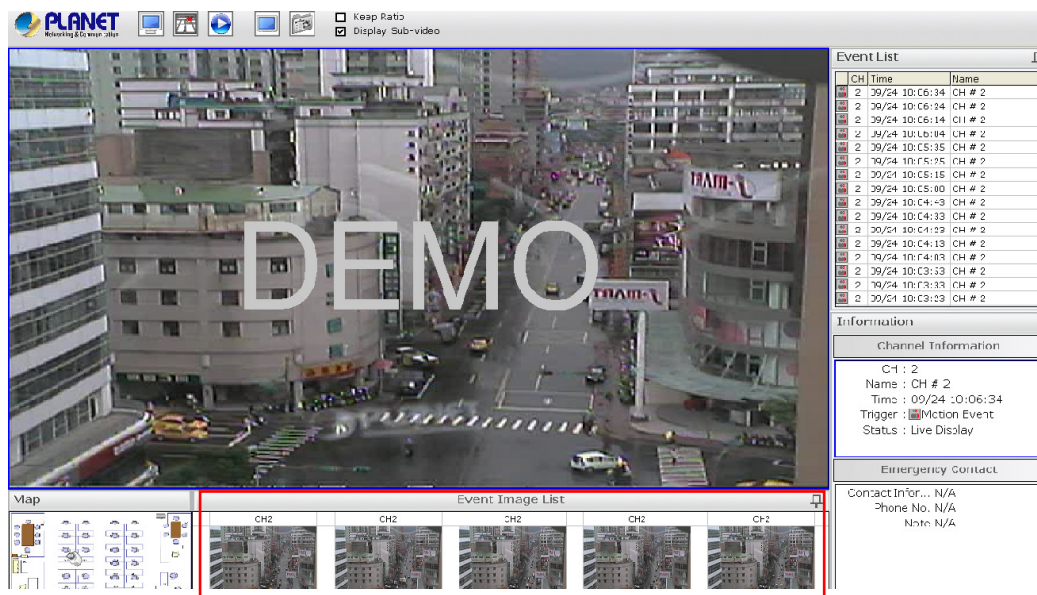 PLANET
Networking & Communication
Keep Ratio
Display Sub-video
Event List
CH Time Name
2 09/24 10:06:34 CH # 2
2 09/24 10:06:24 CH # 2
2 09/24 10:06:14 CH # 2
2 09/24 10:06:04 CH # 2
2 09/24 10:05:35 CH # 2
2 09/24 10:05:25 CH # 2
2 09/24 10:05:15 CH # 2
2 09/24 10:05:00 CH # 2
2 09/24 10:04:43 CH # 2
2 09/24 10:04:33 CH # 2
2 09/24 10:04:23 CH # 2
2 09/24 10:04:13 CH # 2
2 09/24 10:04:03 CH # 2
2 09/24 10:03:53 CH # 2
2 09/24 10:03:33 CH # 2
2 09/24 10:03:23 CH # 2
DEMO
Information
Channel Information
CH : 2
Name : CH # 2
Time : 09/24 10:06:34
Trigger : Motion Event
Status : Live Display
Emergency Contact
Contact Infor... N/A
Phone No. N/A
Note N/A
Map
Event Image List
CH2 CH2 CH2 CH2 CH2